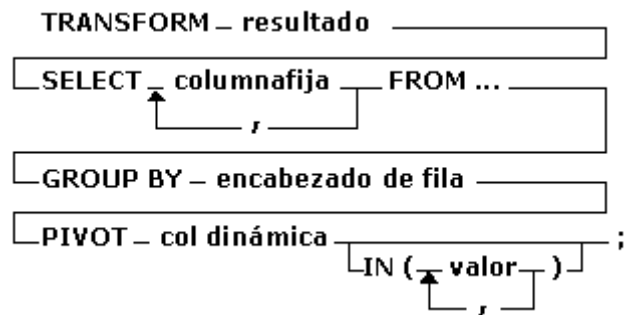 TRANSFORM resultado
SELECT columnafija FROM ...
,
GROUP BY encabezado de fila
PIVOT col dinámica ;
IN ( valor )
,